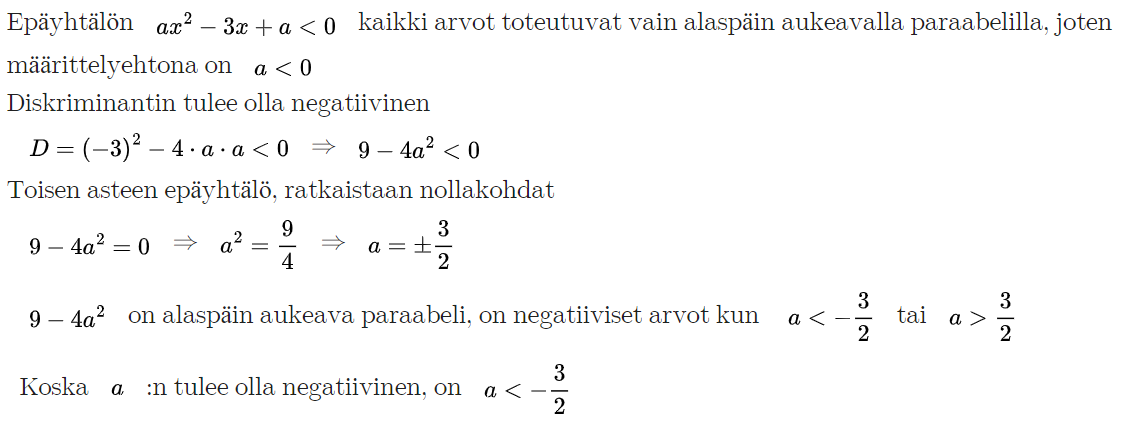 Epäyhtälön ax² − 3x + a < 0 kaikki arvot toteutuvat vain alaspäin aukeavalla paraabelilla, joten
määrittelyehtona on a < 0
Diskriminantin tulee olla negatiivinen
D = (−3)² − 4 · a · a < 0 ⇒ 9 − 4a² < 0
Toisen asteen epäyhtälö, ratkaistaan nollakohdat
9 − 4a² = 0 ⇒ a² = 9/4 ⇒ a = ±3/2
9 − 4a² on alaspäin aukeava paraabeli, on negatiiviset arvot kun a < −3/2 tai a > 3/2
Koska a :n tulee olla negatiivinen, on a < −3/2